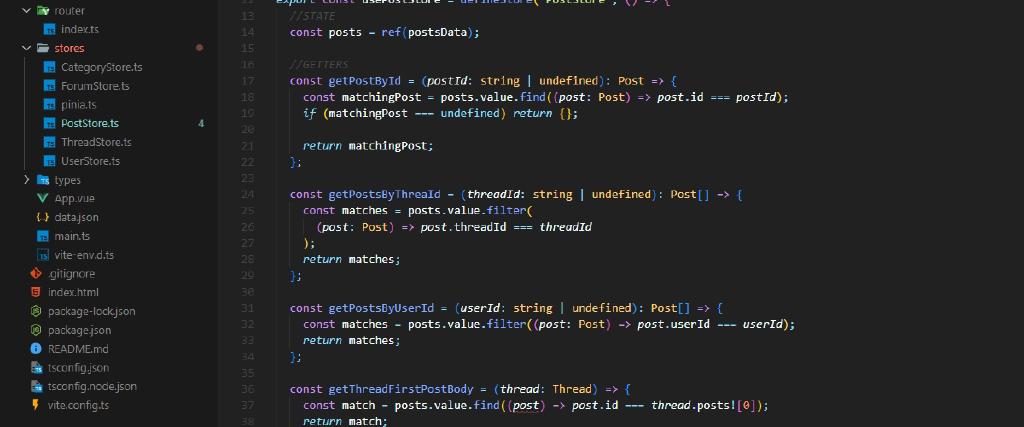 router
index.ts
stores
CategoryStore.ts
ForumStore.ts
pinia.ts
PostStore.ts 4
ThreadStore.ts
UserStore.ts
types
App.vue
data.json
main.ts
vite-env.d.ts
.gitignore
index.html
package-lock.json
package.json
README.md
tsconfig.json
tsconfig.node.json
vite.config.ts
export const usePostStore = defineStore("PostStore", () => {
13 //STATE
14 const posts = ref(postsData);
15
16 //GETTERS
17 const getPostById = (postId: string | undefined): Post => {
18 const matchingPost = posts.value.find((post: Post) => post.id === postId);
19 if (matchingPost === undefined) return {};
20
21 return matchingPost;
22 };
23
24 const getPostsByThreaId = (threadId: string | undefined): Post[] => {
25 const matches = posts.value.filter(
26 (post: Post) => post.threadId === threadId
27 );
28 return matches;
29 };
30
31 const getPostsByUserId = (userId: string | undefined): Post[] => {
32 const matches = posts.value.filter((post: Post) => post.userId === userId);
33 return matches;
34 };
35
36 const getThreadFirstPostBody = (thread: Thread) => {
37 const match = posts.value.find((post) => post.id === thread.posts![0]);
38 return match;